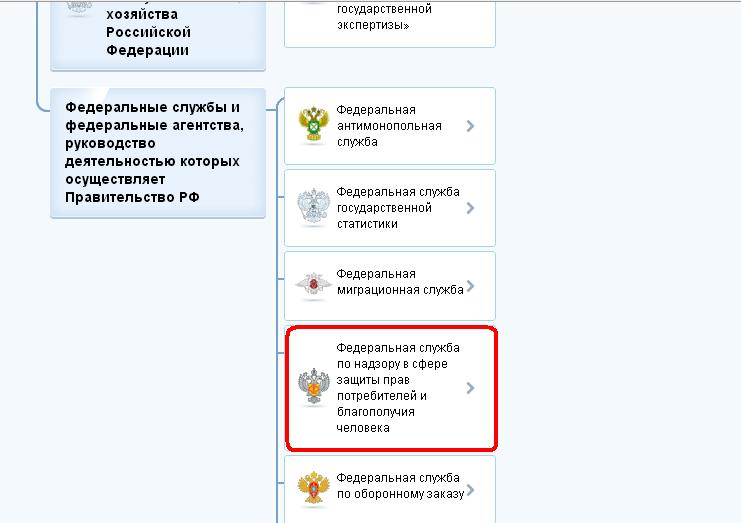 хозяйства
Российской
Федерации
государственной
экспертизы»
Федеральные службы и
федеральные агентства,
руководство
деятельностью которых
осуществляет
Правительство РФ
Федеральная
антимонопольная
служба
Федеральная служба
государственной
статистики
Федеральная
миграционная служба
Федеральная служба
по надзору в сфере
защиты прав
потребителей и
благополучия
человека
Федеральная служба
по оборонному заказу